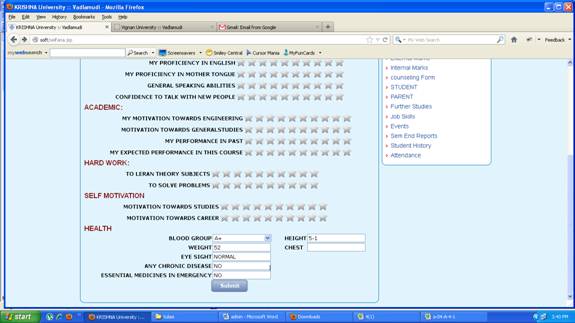 KRISHNA University :: Vadlamudi - Mozilla Firefox
File Edit View History Bookmarks Tools Help
KRISHNA University :: Vadlamudi Vignan University :: Vadlamudi Gmail: Email from Google
My Web Search Feedback
mywebsearch Search Screensavers Smiley Central Cursor Mania MyFunCards
MY PROFICIENCY IN ENGLISH
MY PROFICIENCY IN MOTHER TONGUE
GENERAL SPEAKING ABILITIES
CONFIDENCE TO TALK WITH NEW PEOPLE
ACADEMIC:
MY MOTIVATION TOWARDS ENGINEERING
MOTIVATION TOWARDS GENERALSTUDIES
MY PERFORMANCE IN PAST
MY EXPECTED PERFORMANCE IN THIS COURSE
HARD WORK:
TO LERAN THEORY SUBJECTS
TO SOLVE PROBLEMS
SELF MOTIVATION
MOTIVATION TOWARDS STUDIES
MOTIVATION TOWARDS CAREER
HEALTH
BLOOD GROUP A+ HEIGHT 5-1
WEIGHT 52 CHEST
EYE SIGHT NORMAL
ANY CHRONIC DISEASE NO
ESSENTIAL MEDICINES IN EMERGENCY NO
Submit
Internal Marks
counseling Form
STUDENT
PARENT
Further Studies
Job Skills
Events
Sem End Reports
Student History
Attendance
start KRISHNA University :... tulasi admin - Microsoft Word Downloads 4(1) 5:40 PM